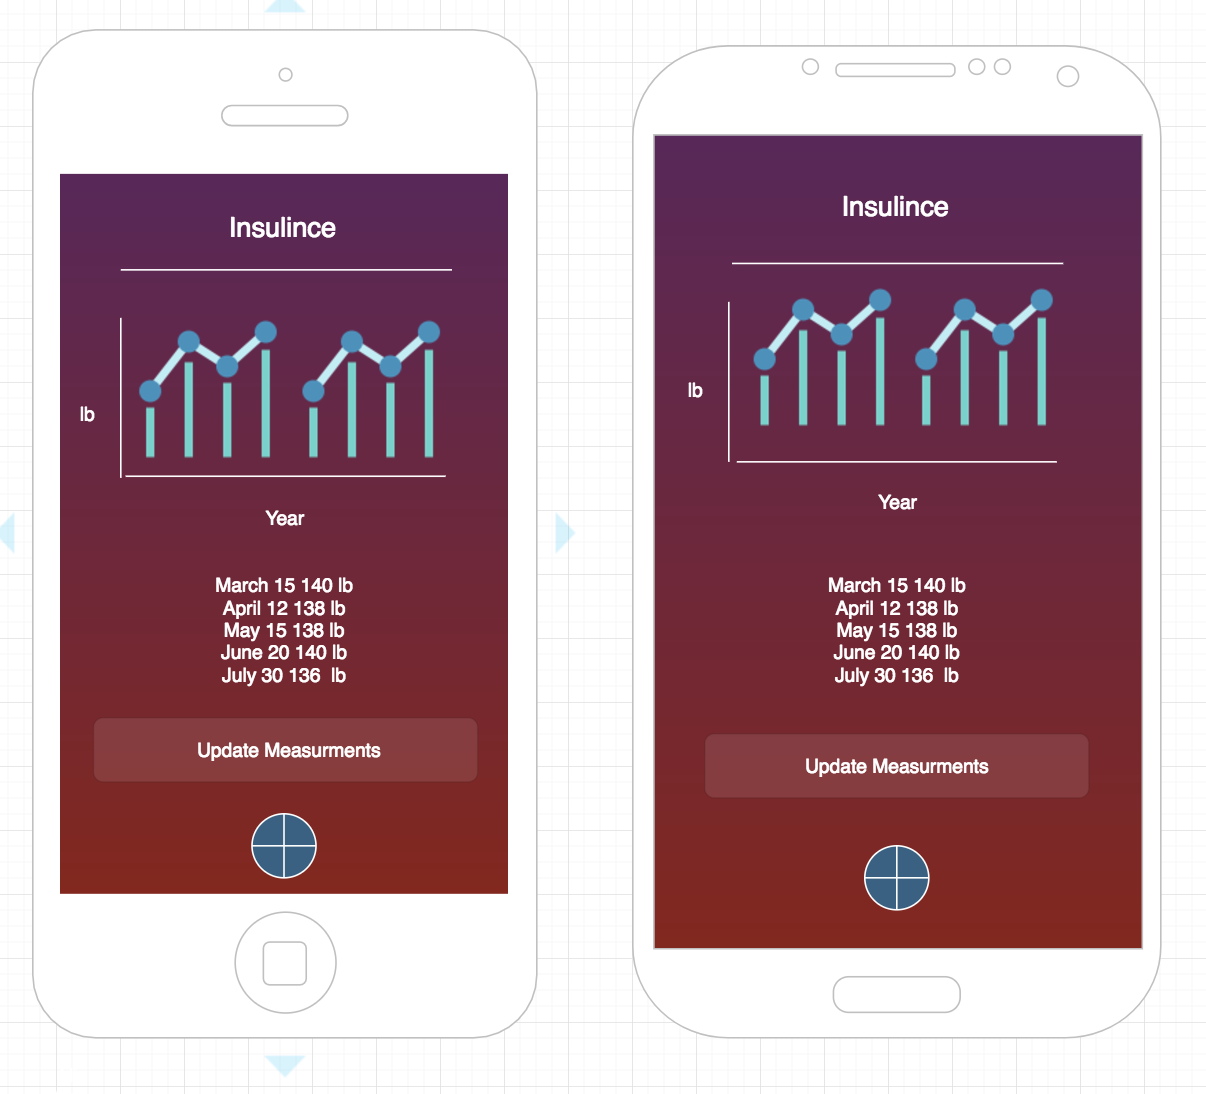 Insulince
lb
Year
March 15 140 lb
April 12 138 lb
May 15 138 lb
June 20 140 lb
July 30 136  lb
Update Measurments
Insulince
lb
Year
March 15 140 lb
April 12 138 lb
May 15 138 lb
June 20 140 lb
July 30 136  lb
Update Measurments